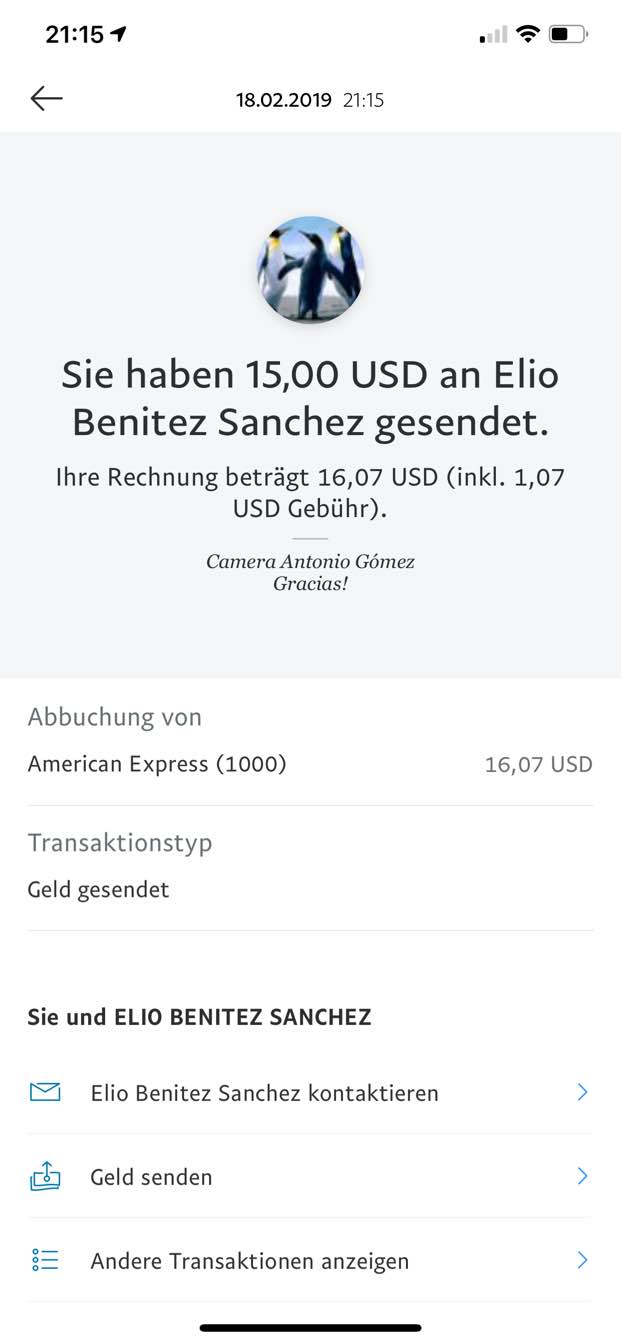 21:15
18.02.2019 21:15
Sie haben 15,00 USD an Elio
Benitez Sanchez gesendet.
Ihre Rechnung beträgt 16,07 USD (inkl. 1,07
USD Gebühr).
Camera Antonio Gómez
Gracias!
Abbuchung von
American Express (1000) 16,07 USD
Transaktionstyp
Geld gesendet
Sie und ELIO BENITEZ SANCHEZ
Elio Benitez Sanchez kontaktieren
Geld senden
Andere Transaktionen anzeigen